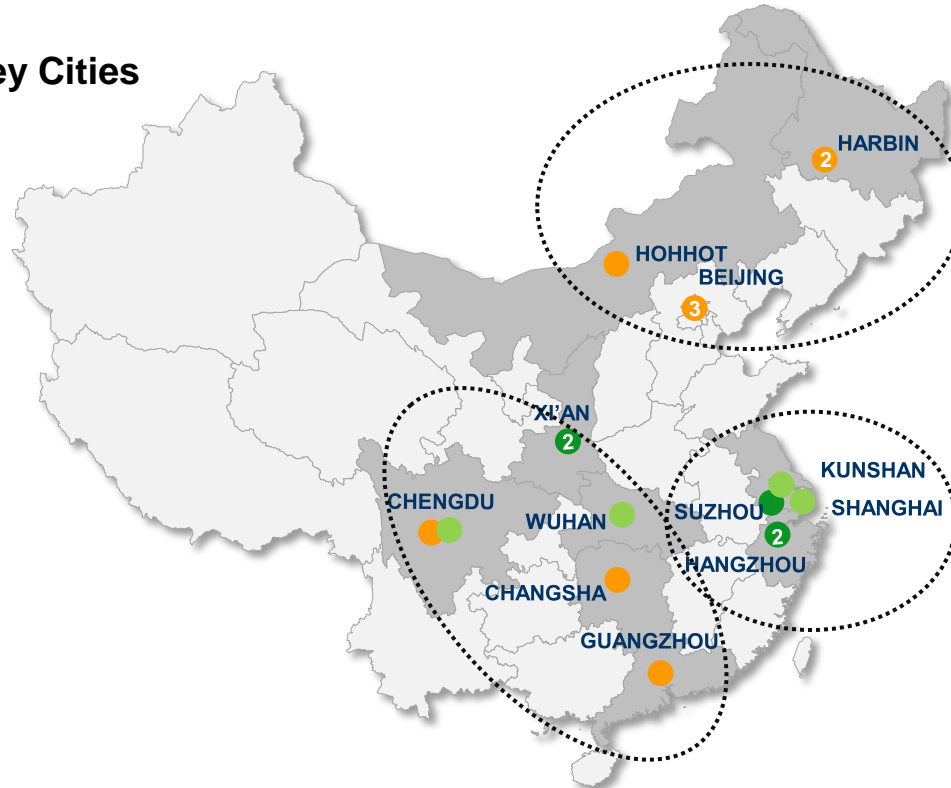 ey Cities
HARBIN
2
HOHHOT
BEIJING
3
XI'AN
2
KUNSHAN
CHENGDU
SHANGHAI
SUZHOU
WUHAN
2
HANGZHOU
CHANGSHA
GUANGZHOU